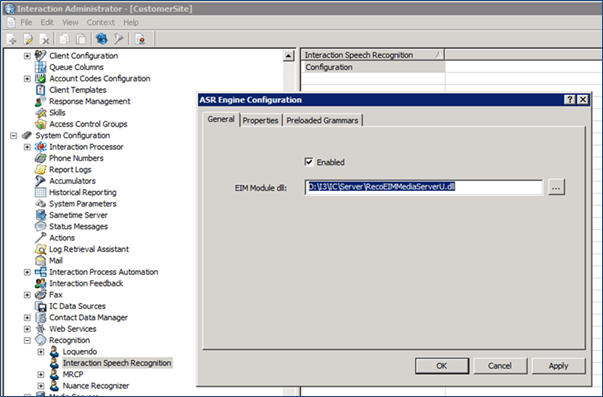 Interaction Administrator - [CustomerSite]
File Edit View Context Help
Client Configuration
Queue Columns
Account Codes Configuration
Client Templates
Response Management
Skills
Access Control Groups
System Configuration
Interaction Processor
Phone Numbers
Report Logs
Accumulators
Historical Reporting
System Parameters
Sametime Server
Status Messages
Actions
Log Retrieval Assistant
Mail
Interaction Process Automation
Interaction Feedback
Fax
IC Data Sources
Contact Data Manager
Web Services
Recognition
Loquendo
Interaction Speech Recognition
MRCP
Nuance Recognizer
Interaction Speech Recognition
Configuration
ASR Engine Configuration
General Properties Preloaded Grammars
Enabled
EIM Module dll: D:\I3\IC\Server\RecoEIMMediaServerU.dll ...
OK Cancel Apply